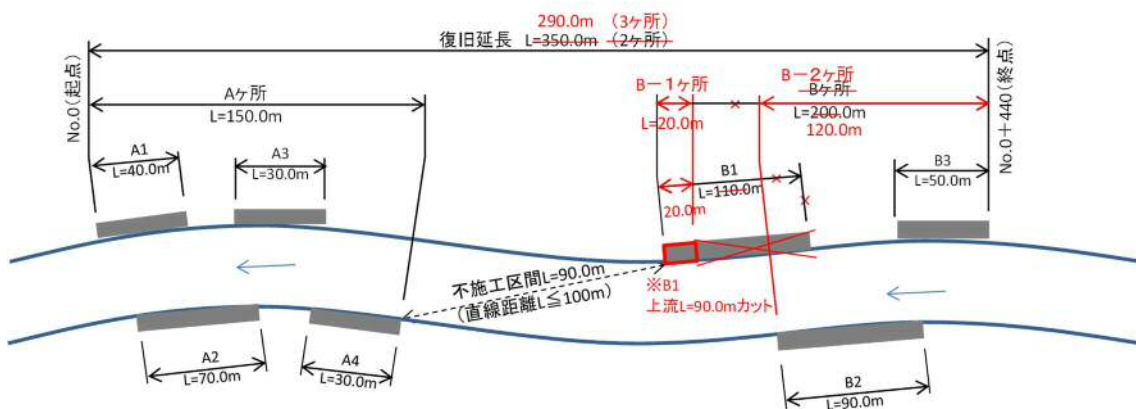 290.0m （3ヶ所）
復旧延長 L=350.0m （2ヶ所）
No.0（起点）
Aヶ所
L=150.0m
B－1ヶ所
L=20.0m
B－2ヶ所
Bヶ所
L=200.0m
120.0m
No.0＋440（終点）
A1
L=40.0m
A3
L=30.0m
B1
L=110.0m
20.0m
B3
L=50.0m
不施工区間L=90.0m
（直線距離L≦100m）
※B1
上流L=90.0mカット
A2
L=70.0m
A4
L=30.0m
B2
L=90.0m